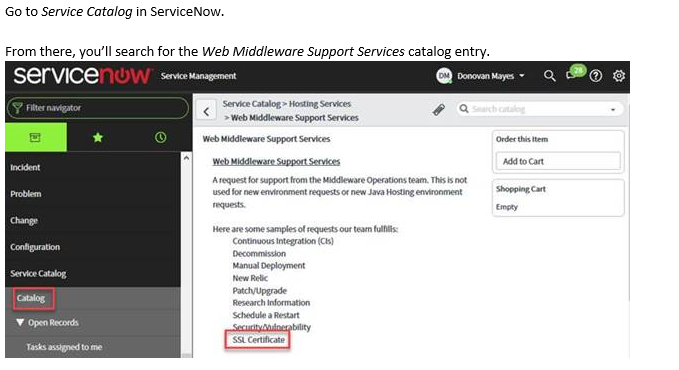 Go to Service Catalog in ServiceNow.
From there, you’ll search for the Web Middleware Support Services catalog entry.
servicenow Service Management
DM Donovan Mayes
28
Filter navigator
Service Catalog > Hosting Services
> Web Middleware Support Services
Search catalog
Incident
Problem
Change
Configuration
Service Catalog
Catalog
Open Records
Tasks assigned to me
Web Middleware Support Services
Web Middleware Support Services
A request for support from the Middleware Operations team. This is not
used for new environment requests or new Java Hosting environment
requests.
Here are some samples of requests our team fulfills:
Continuous Integration (CIs)
Decommission
Manual Deployment
New Relic
Patch/Upgrade
Research Information
Schedule a Restart
Security/Vulnerability
SSL Certificate
Order this Item
Add to Cart
Shopping Cart
Empty